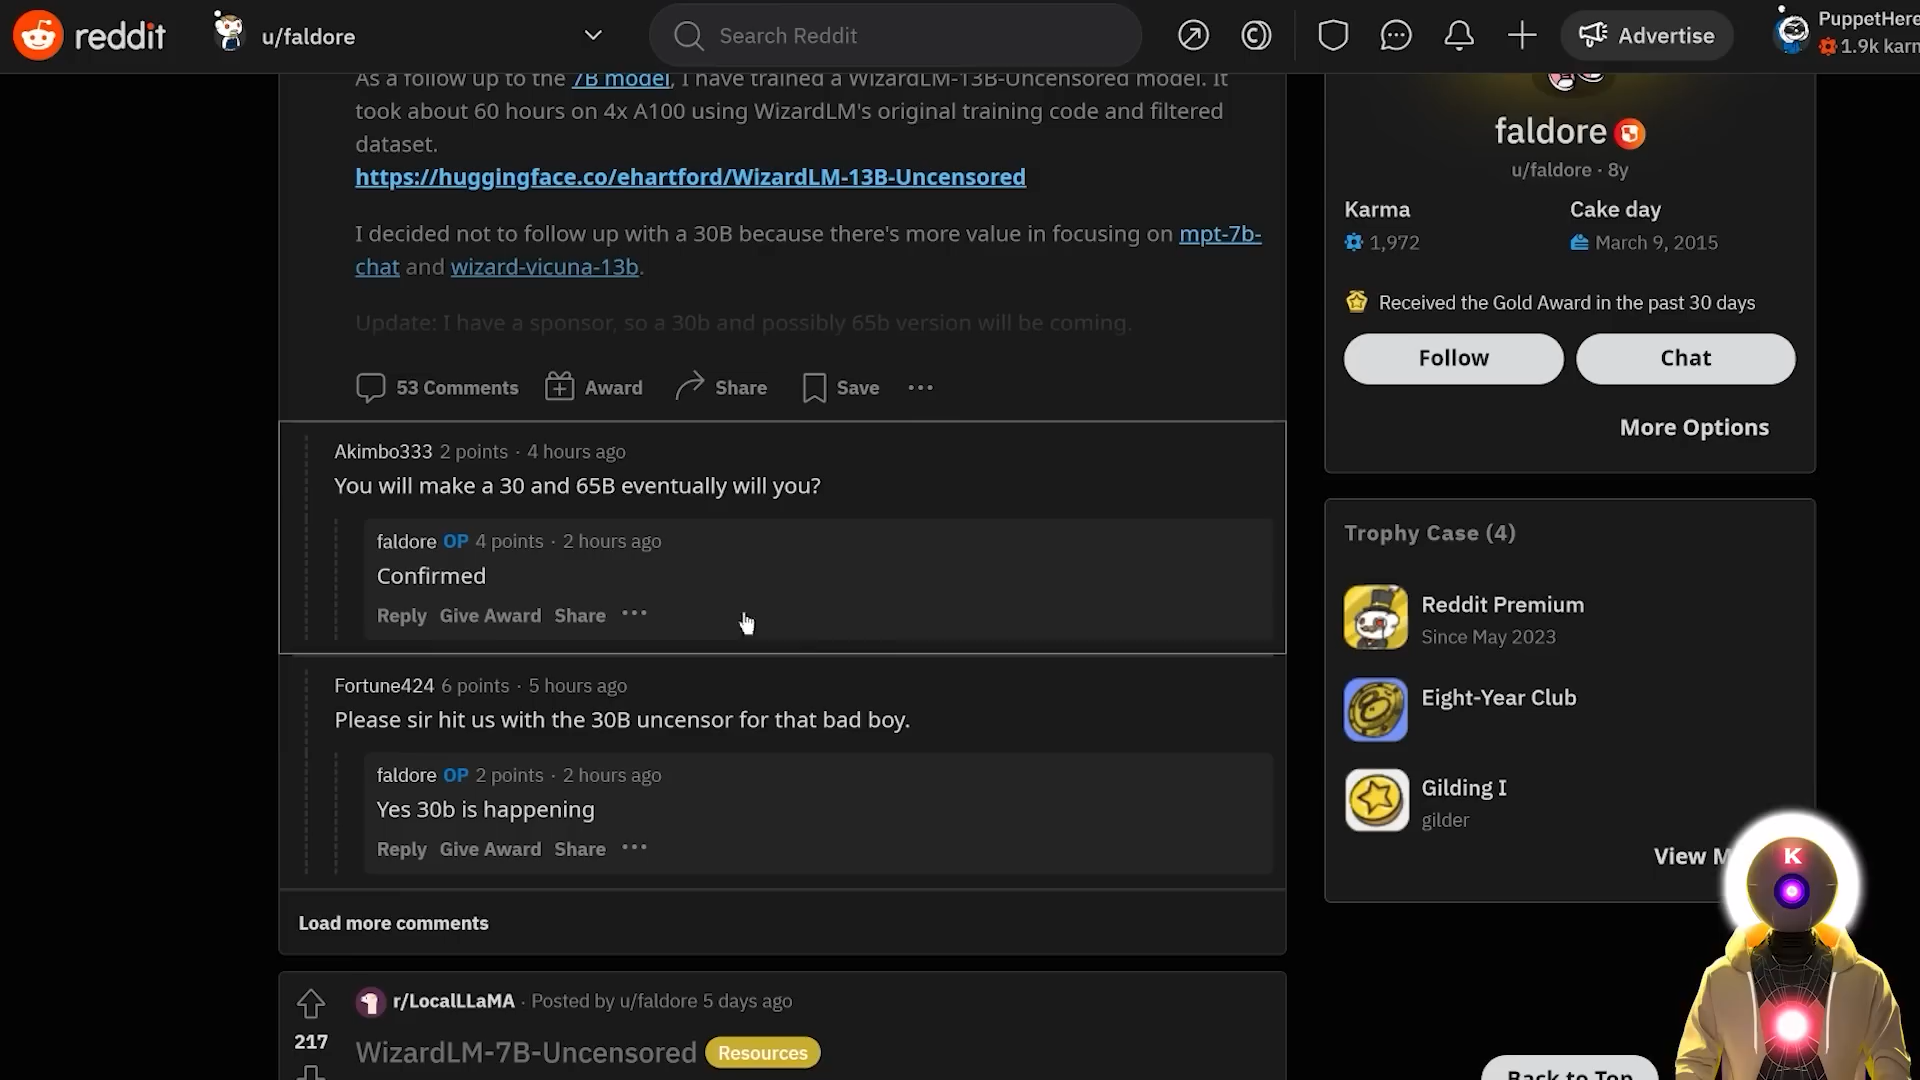 reddit
u/faldore
Search Reddit
Advertise
PuppetHere
1.9k karm
As a follow up to the 7B model, I have trained a WizardLM-13B-Uncensored model. It
took about 60 hours on 4x A100 using WizardLM's original training code and filtered
dataset.
https://huggingface.co/ehartford/WizardLM-13B-Uncensored
I decided not to follow up with a 30B because there's more value in focusing on mpt-7b-
chat and wizard-vicuna-13b.
Update: I have a sponsor, so a 30b and possibly 65b version will be coming.
53 Comments Award Share Save ...
Akimbo333 2 points · 4 hours ago
You will make a 30 and 65B eventually will you?
faldore OP 4 points · 2 hours ago
Confirmed
Reply Give Award Share ...
Fortune424 6 points · 5 hours ago
Please sir hit us with the 30B uncensor for that bad boy.
faldore OP 2 points · 2 hours ago
Yes 30b is happening
Reply Give Award Share ...
Load more comments
r/LocalLLaMA · Posted by u/faldore 5 days ago
217
WizardLM-7B-Uncensored Resources
faldore
u/faldore · 8y
Karma Cake day
1,972 March 9, 2015
Received the Gold Award in the past 30 days
Follow Chat
More Options
Trophy Case (4)
Reddit Premium
Since May 2023
Eight-Year Club
Gilding I
gilder
View M
K
Back to Top